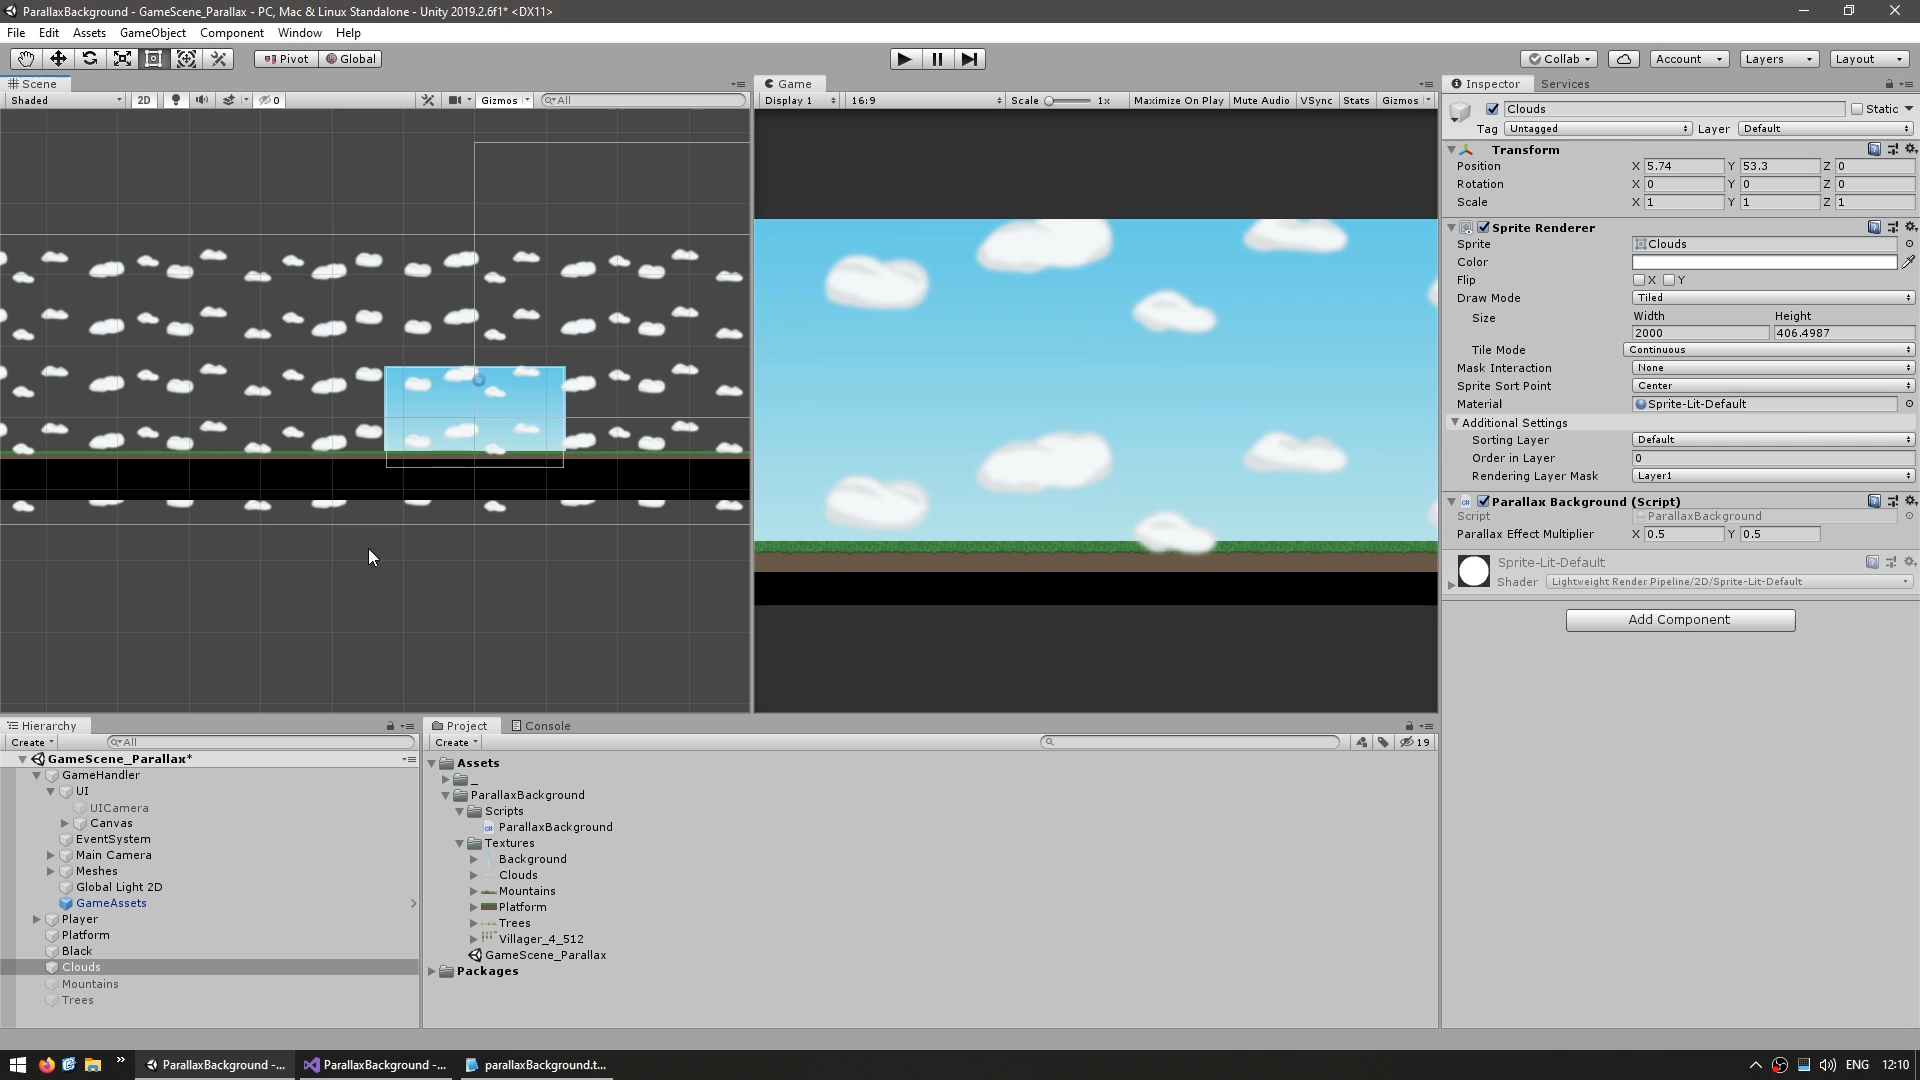 ParallaxBackground - GameScene_Parallax - PC, Mac & Linux Standalone - Unity 2019.2.6f1* <DX11>
File Edit Assets GameObject Component Window Help
Pivot Global Collab Account Layers Layout
Scene Game Inspector Services
Shaded 2D 0 Gizmos All Display 1 16:9 Scale 1x Maximize On Play Mute Audio VSync Stats Gizmos
Clouds Static
Tag Untagged Layer Default
Transform
Position X 5.74 Y 53.3 Z 0
Rotation X 0 Y 0 Z 0
Scale X 1 Y 1 Z 1
Sprite Renderer
Sprite Clouds
Color
Flip X Y
Draw Mode Tiled
Size Width Height
2000 406.4987
Tile Mode Continuous
Mask Interaction None
Sprite Sort Point Center
Material Sprite-Lit-Default
Additional Settings
Sorting Layer Default
Order in Layer 0
Rendering Layer Mask Layer1
Parallax Background (Script)
Script ParallaxBackground
Parallax Effect Multiplier X 0.5 Y 0.5
Sprite-Lit-Default
Shader Lightweight Render Pipeline/2D/Sprite-Lit-Default
Add Component
Hierarchy
Create All
GameScene_Parallax*
GameHandler
UI
UICamera
Canvas
EventSystem
Main Camera
Meshes
Global Light 2D
GameAssets
Player
Platform
Black
Clouds
Mountains
Trees
Project Console
Create 19
Assets
_
ParallaxBackground
Scripts
ParallaxBackground
Textures
Background
Clouds
Mountains
Platform
Trees
Villager_4_512
GameScene_Parallax
Packages
ParallaxBackground -... ParallaxBackground -... parallaxBackground.t... ENG 12:10